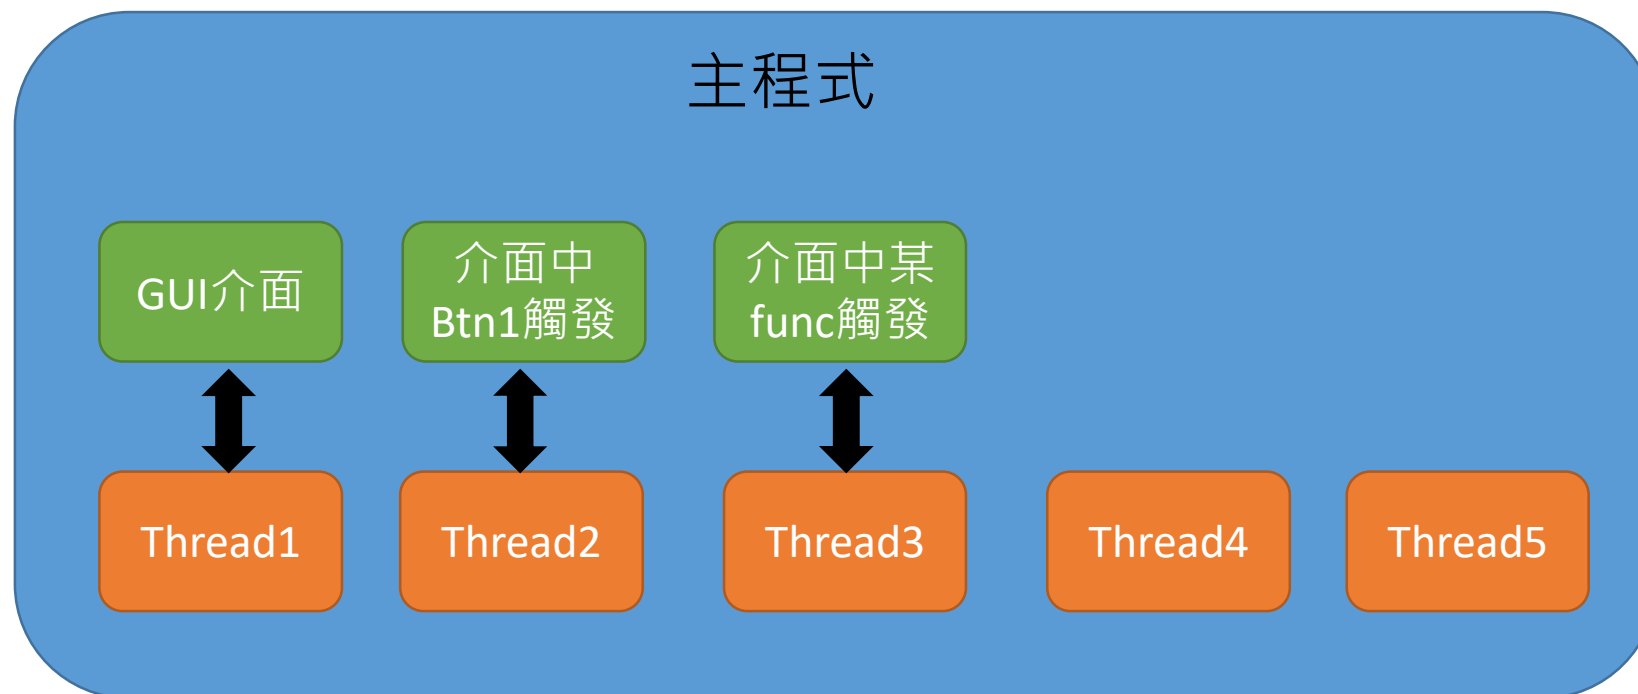 主程式
GUI介面
介面中
Btn1觸發
介面中某
func觸發
Thread1
Thread2
Thread3
Thread4
Thread5